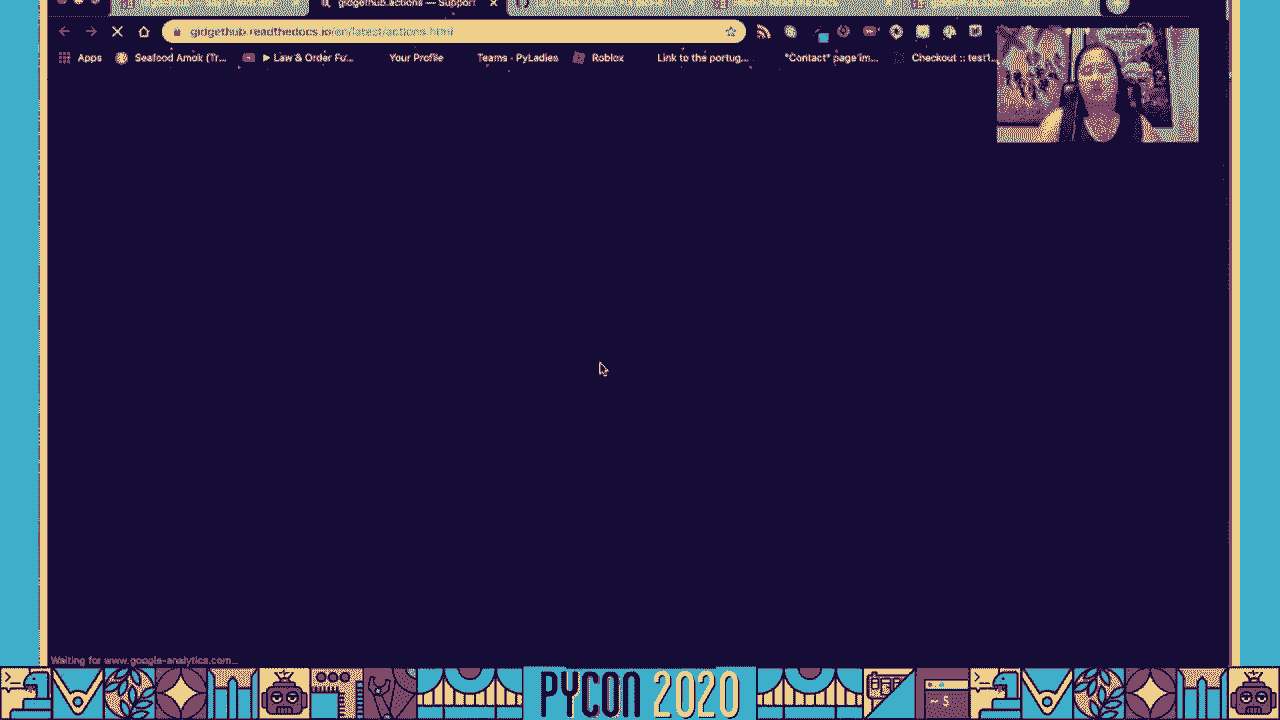 gidgethub.actions — Support
gidgethub.readthedocs.io/en/latest/actions.html
Apps Seafood Amok (Tr... ► Law & Order Fu... Your Profile Teams - PyLadies Roblox Link to the portug... "Contact" page im... Checkout :: test1...
Waiting for www.google-analytics.com...
>_ PYCON 2020 ~ $ >_